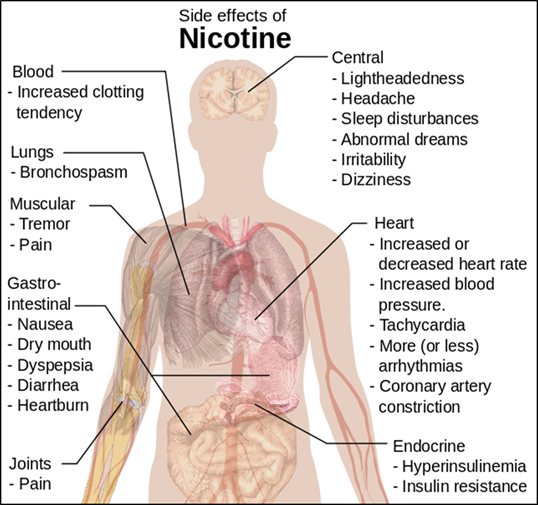 Side effects of
Nicotine
Blood
- Increased clotting
tendency
Lungs
- Bronchospasm
Muscular
- Tremor
- Pain
Gastro-
intestinal
- Nausea
- Dry mouth
- Dyspepsia
- Diarrhea
- Heartburn
Joints
- Pain
Central
- Lightheadedness
- Headache
- Sleep disturbances
- Abnormal dreams
- Irritability
- Dizziness
Heart
- Increased or
decreased heart rate
- Increased blood
pressure.
- Tachycardia
- More (or less)
arrhythmias
- Coronary artery
constriction
Endocrine
- Hyperinsulinemia
- Insulin resistance